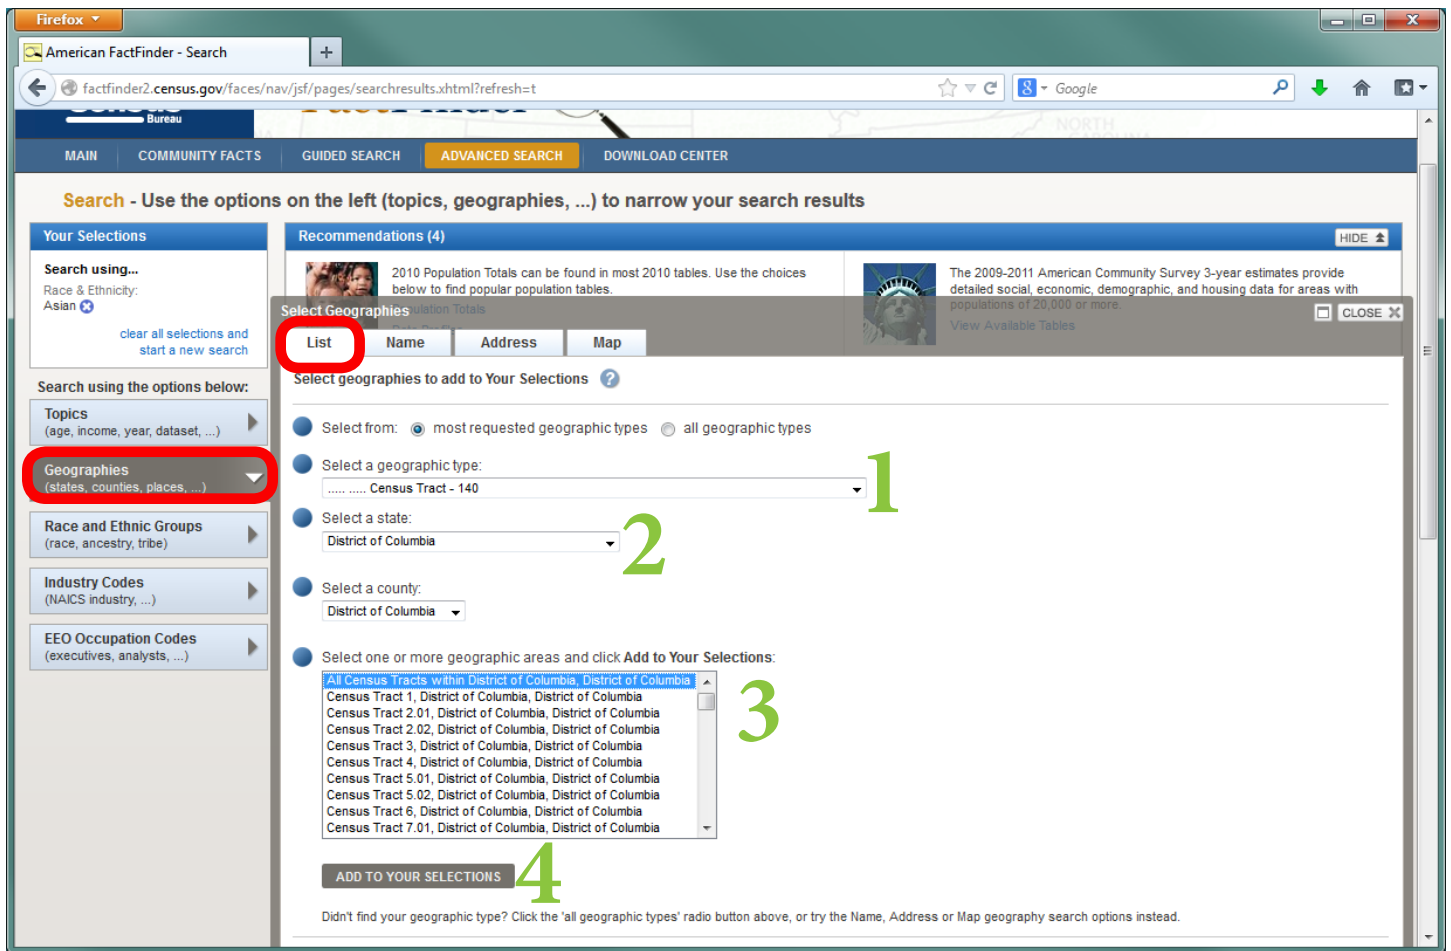 Firefox
American FactFinder - Search
factfinder2.census.gov/faces/nav/jsf/pages/searchresults.xhtml?refresh=t
Google
Bureau
NORTH
MAIN COMMUNITY FACTS GUIDED SEARCH ADVANCED SEARCH DOWNLOAD CENTER
Search - Use the options on the left (topics, geographies, ...) to narrow your search results
Your Selections
Search using...
Race & Ethnicity:
Asian
clear all selections and
start a new search
Search using the options below:
Topics
(age, income, year, dataset, ...)
Geographies
(states, counties, places, ...)
Race and Ethnic Groups
(race, ancestry, tribe)
Industry Codes
(NAICS industry, ...)
EEO Occupation Codes
(executives, analysts, ...)
Recommendations (4)
HIDE
2010 Population Totals can be found in most 2010 tables. Use the choices
below to find popular population tables.
Population Totals
The 2009-2011 American Community Survey 3-year estimates provide
detailed social, economic, demographic, and housing data for areas with
populations of 20,000 or more.
View Available Tables
Select Geographies
CLOSE
List Name Address Map
Select geographies to add to Your Selections ?
Select from: most requested geographic types all geographic types
Select a geographic type:
..... ..... Census Tract - 140
1
Select a state:
District of Columbia
2
Select a county:
District of Columbia
Select one or more geographic areas and click Add to Your Selections:
All Census Tracts within District of Columbia, District of Columbia
Census Tract 1, District of Columbia, District of Columbia
Census Tract 2.01, District of Columbia, District of Columbia
Census Tract 2.02, District of Columbia, District of Columbia
Census Tract 3, District of Columbia, District of Columbia
Census Tract 4, District of Columbia, District of Columbia
Census Tract 5.01, District of Columbia, District of Columbia
Census Tract 5.02, District of Columbia, District of Columbia
Census Tract 6, District of Columbia, District of Columbia
Census Tract 7.01, District of Columbia, District of Columbia
3
ADD TO YOUR SELECTIONS
4
Didn't find your geographic type? Click the 'all geographic types' radio button above, or try the Name, Address or Map geography search options instead.